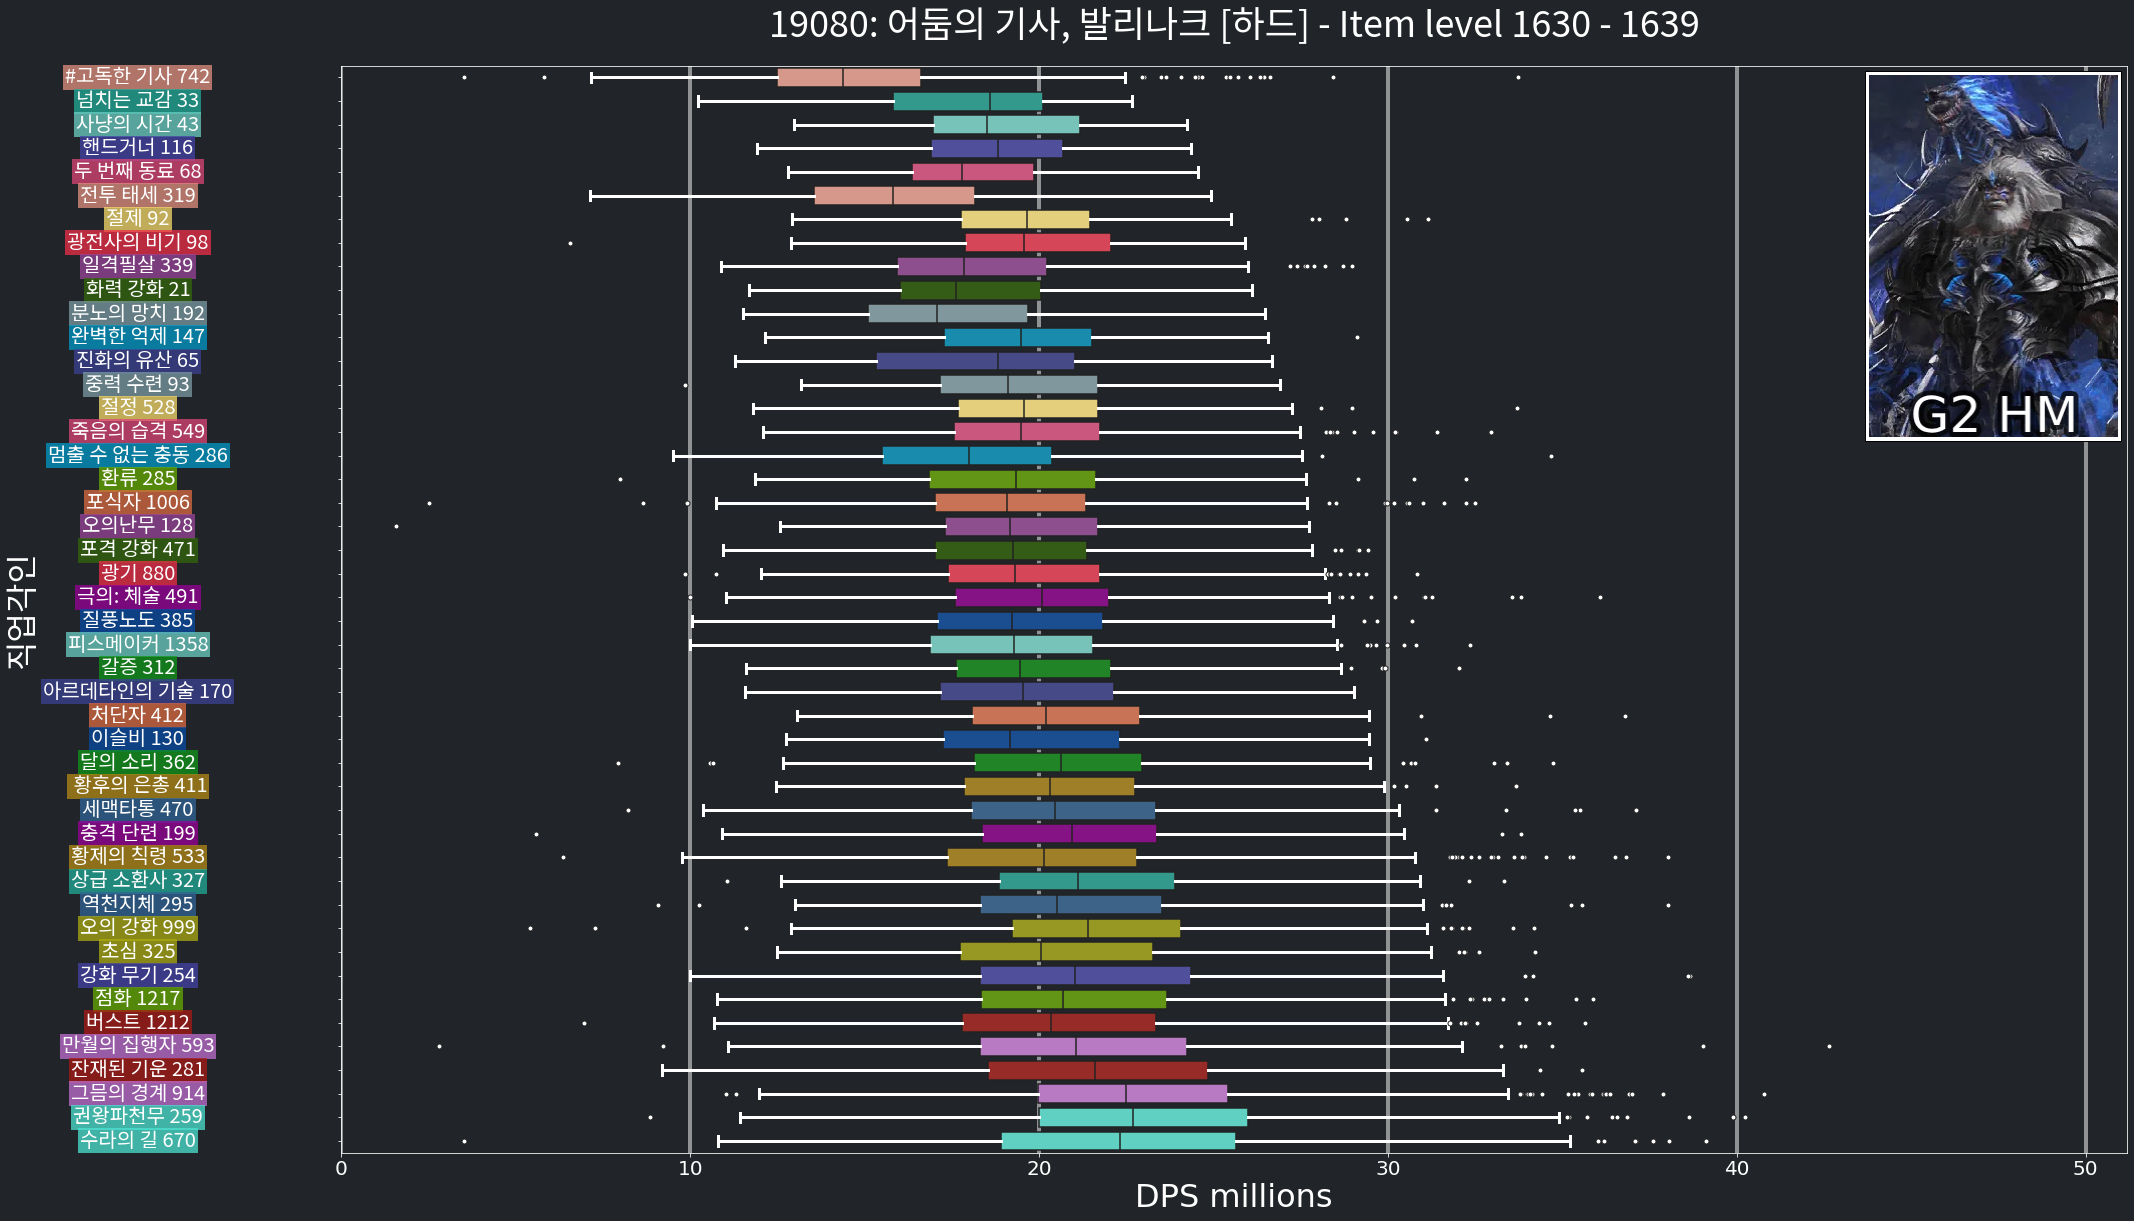 19080: 어둠의 기사, 발리나크 [하드] - Item level 1630 - 1639
#고독한 기사 742
넘치는 교감 33
사냥의 시간 43
핸드거너 116
두 번째 동료 68
전투 태세 319
절제 92
광전사의 비기 98
일격필살 339
화력 강화 21
분노의 망치 192
완벽한 억제 147
진화의 유산 65
중력 수련 93
절정 528
죽음의 습격 549
멈출 수 없는 충동 286
환류 285
포식자 1006
오의난무 128
포격 강화 471
광기 880
극의: 체술 491
질풍노도 385
피스메이커 1358
갈증 312
아르데타인의 기술 170
처단자 412
이슬비 130
달의 소리 362
황후의 은총 411
세맥타통 470
충격 단련 199
황제의 칙령 533
상급 소환사 327
역천지체 295
오의 강화 999
초심 325
강화 무기 254
점화 1217
버스트 1212
만월의 집행자 593
잔재된 기운 281
그믐의 경계 914
권왕파천무 259
수라의 길 670
직업각인
G2 HM
0 10 20 30 40 50
DPS millions